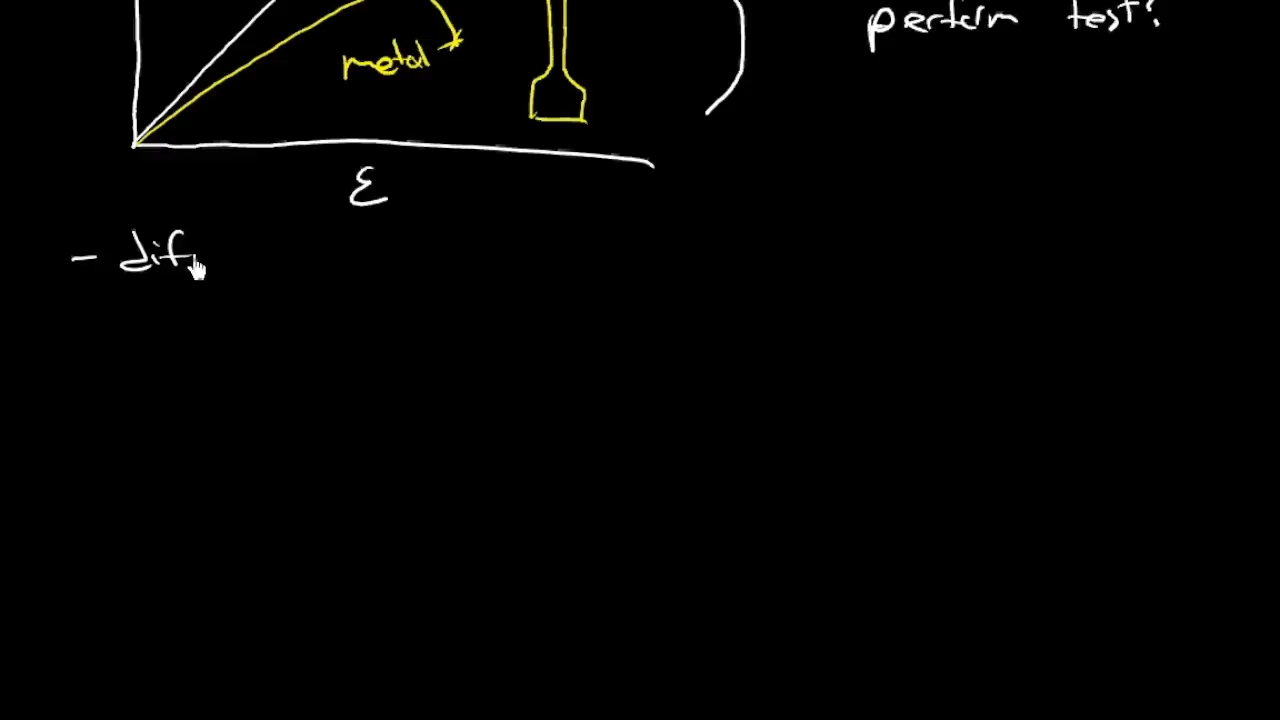 perform test?
metal
ε
- dif